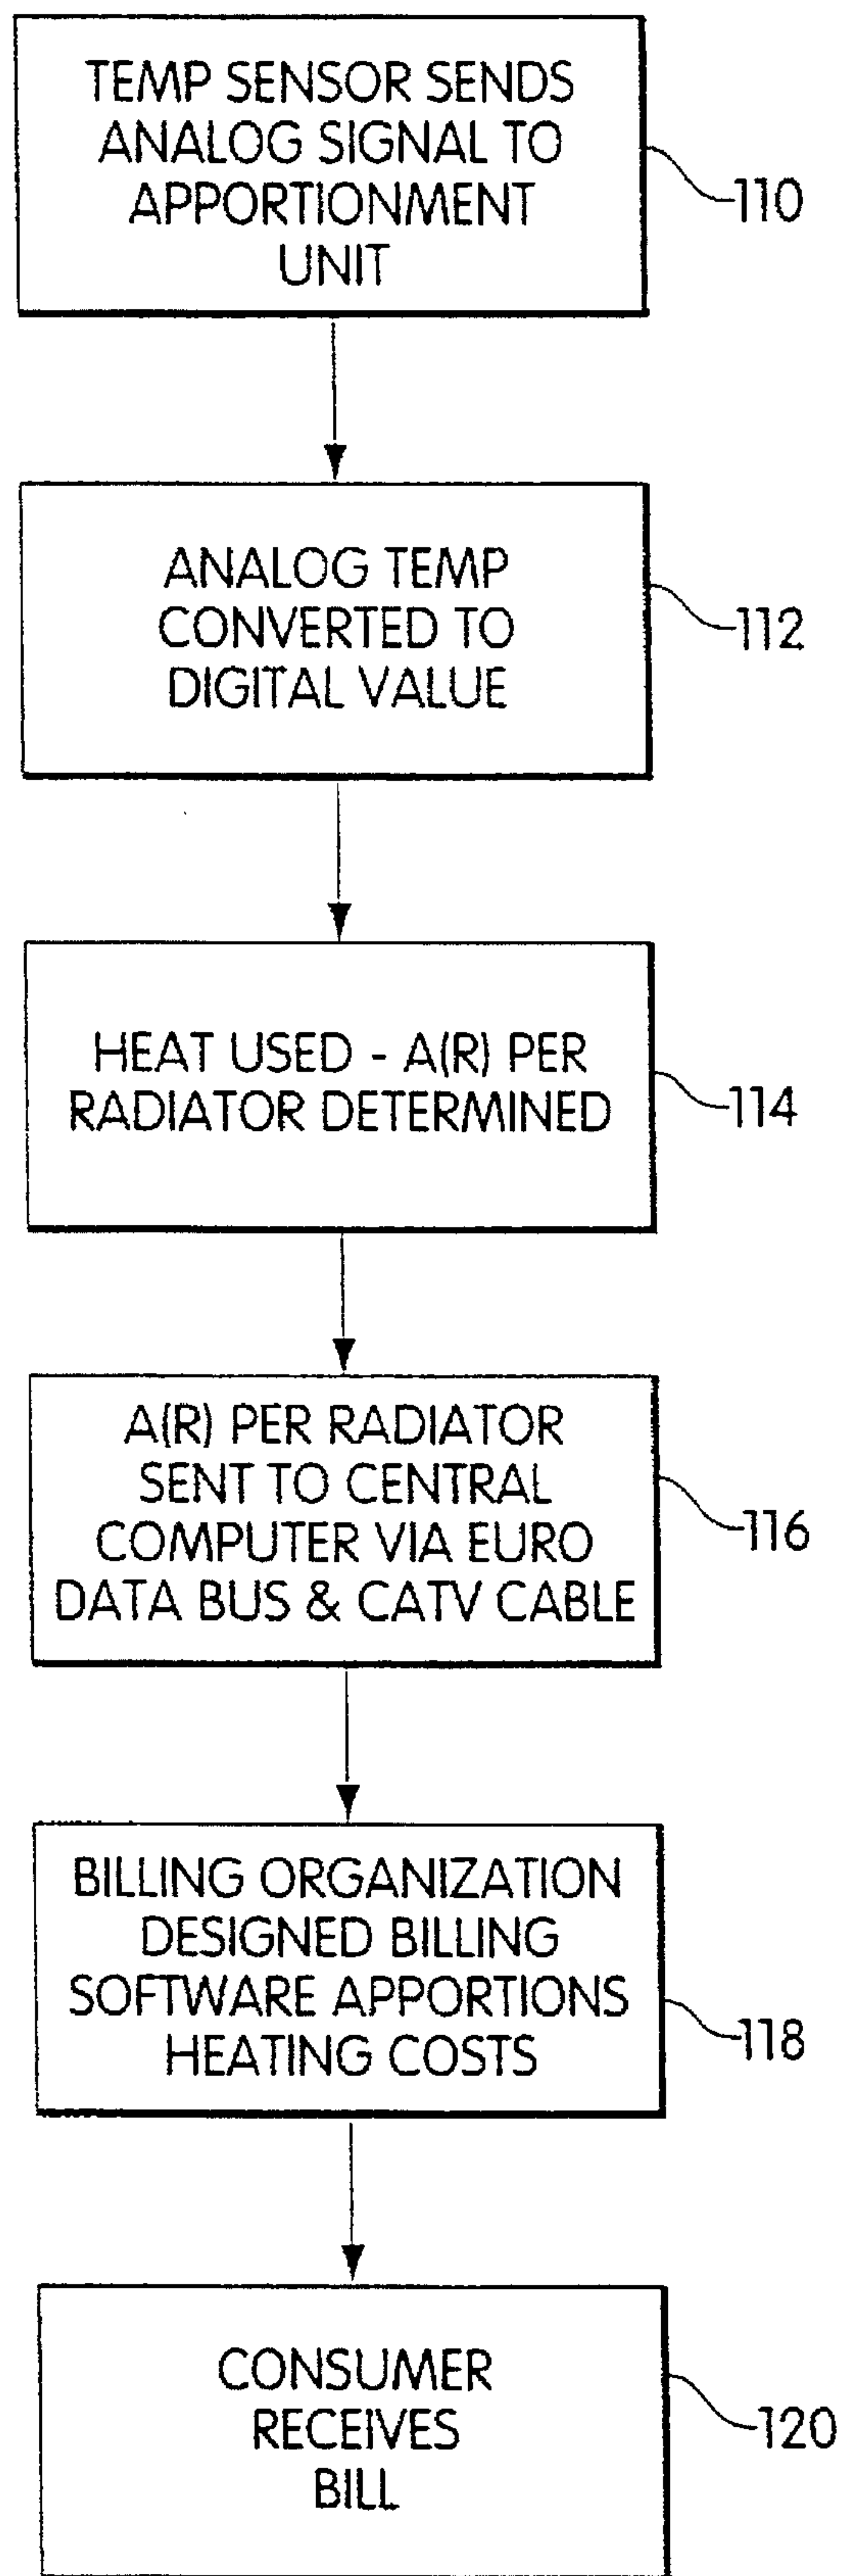 TEMP SENSOR SENDS
ANALOG SIGNAL TO
APPORTIONMENT
UNIT
110
ANALOG TEMP
CONVERTED TO
DIGITAL VALUE
112
HEAT USED - A(R) PER
RADIATOR DETERMINED
114
A(R) PER RADIATOR
SENT TO CENTRAL
COMPUTER VIA EURO
DATA BUS & CATV CABLE
116
BILLING ORGANIZATION
DESIGNED BILLING
SOFTWARE APPORTIONS
HEATING COSTS
118
CONSUMER
RECEIVES
BILL
120